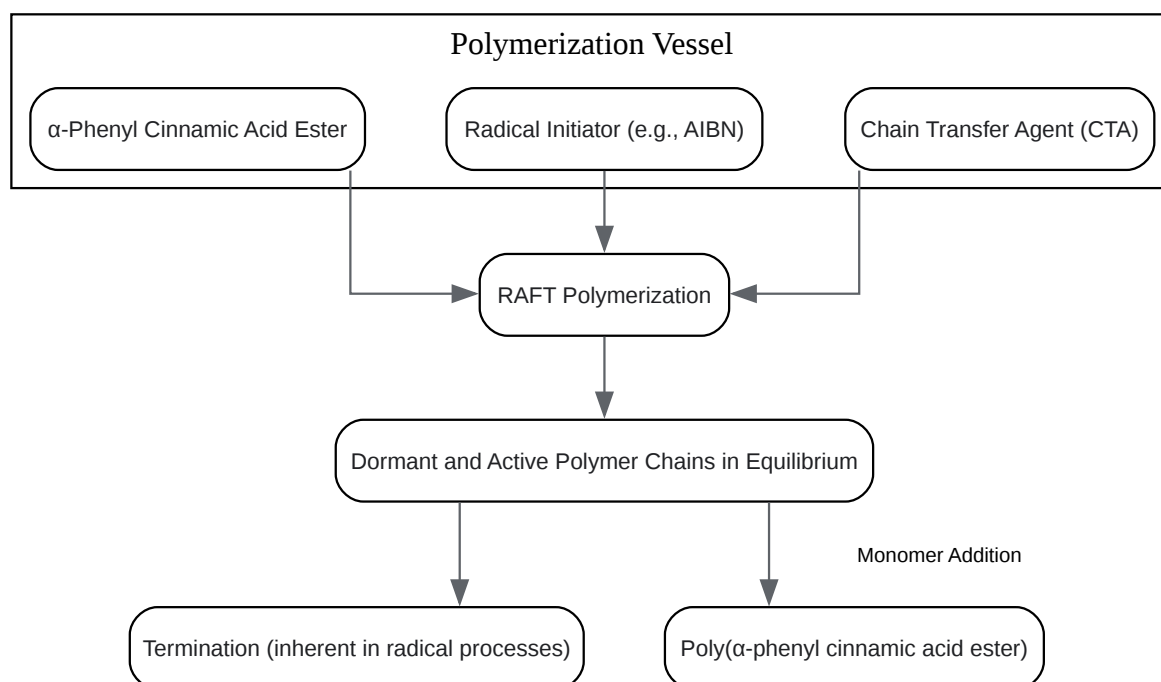 Polymerization Vessel
α-Phenyl Cinnamic Acid Ester
Radical Initiator (e.g., AIBN)
Chain Transfer Agent (CTA)
RAFT Polymerization
Dormant and Active Polymer Chains in Equilibrium
Monomer Addition
Termination (inherent in radical processes)
Poly(α-phenyl cinnamic acid ester)